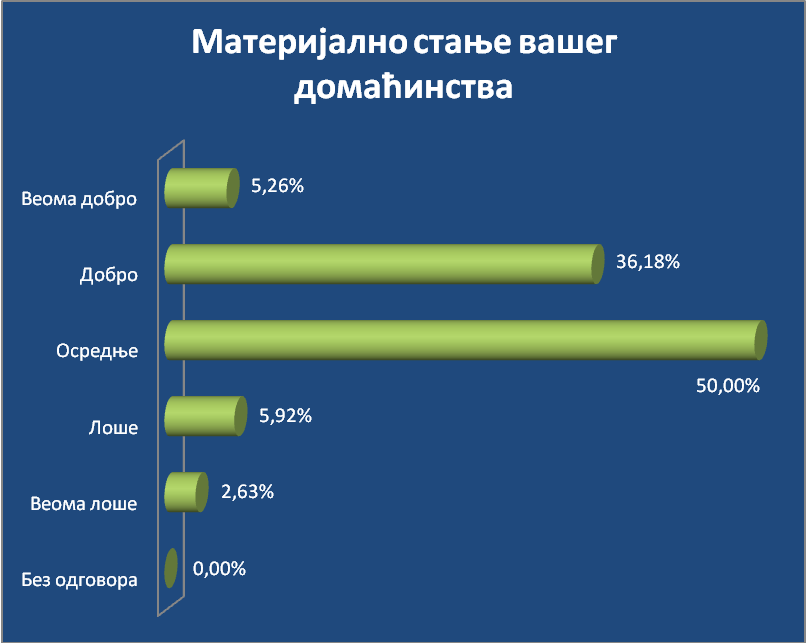 Материјално стање вашег
домаћинства
Веома добро
5,26%
Добро
36,18%
Осредње
50,00%
Лоше
5,92%
Веома лоше
2,63%
Без одговора
0,00%